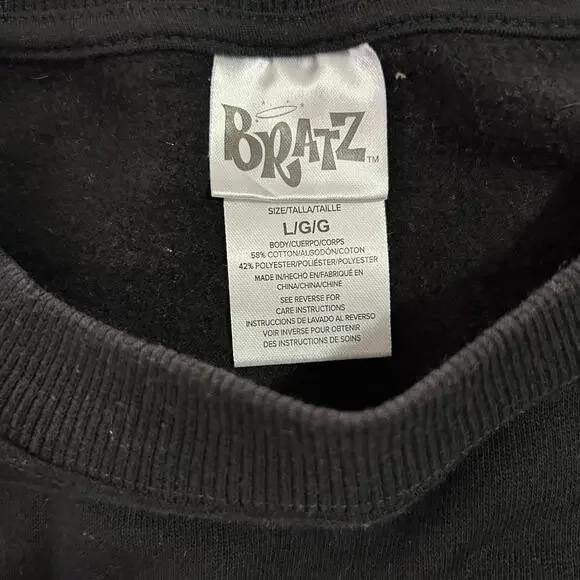 BRATZ™
SIZE/TALLA/TAILLE
L/G/G
BODY/CUERPO/CORPS
58% COTTON/ALGODÓN/COTON
42% POLYESTER/POLIÉSTER/POLYESTER
MADE IN/HECHO EN/FABRIQUÉ EN
CHINA/CHINA/CHINE
SEE REVERSE FOR
CARE INSTRUCTIONS
INSTRUCCIONES DE LAVADO AL REVERSO
VOIR INVERSE POUR OBTENIR
DES INSTRUCTIONS DE SOINS